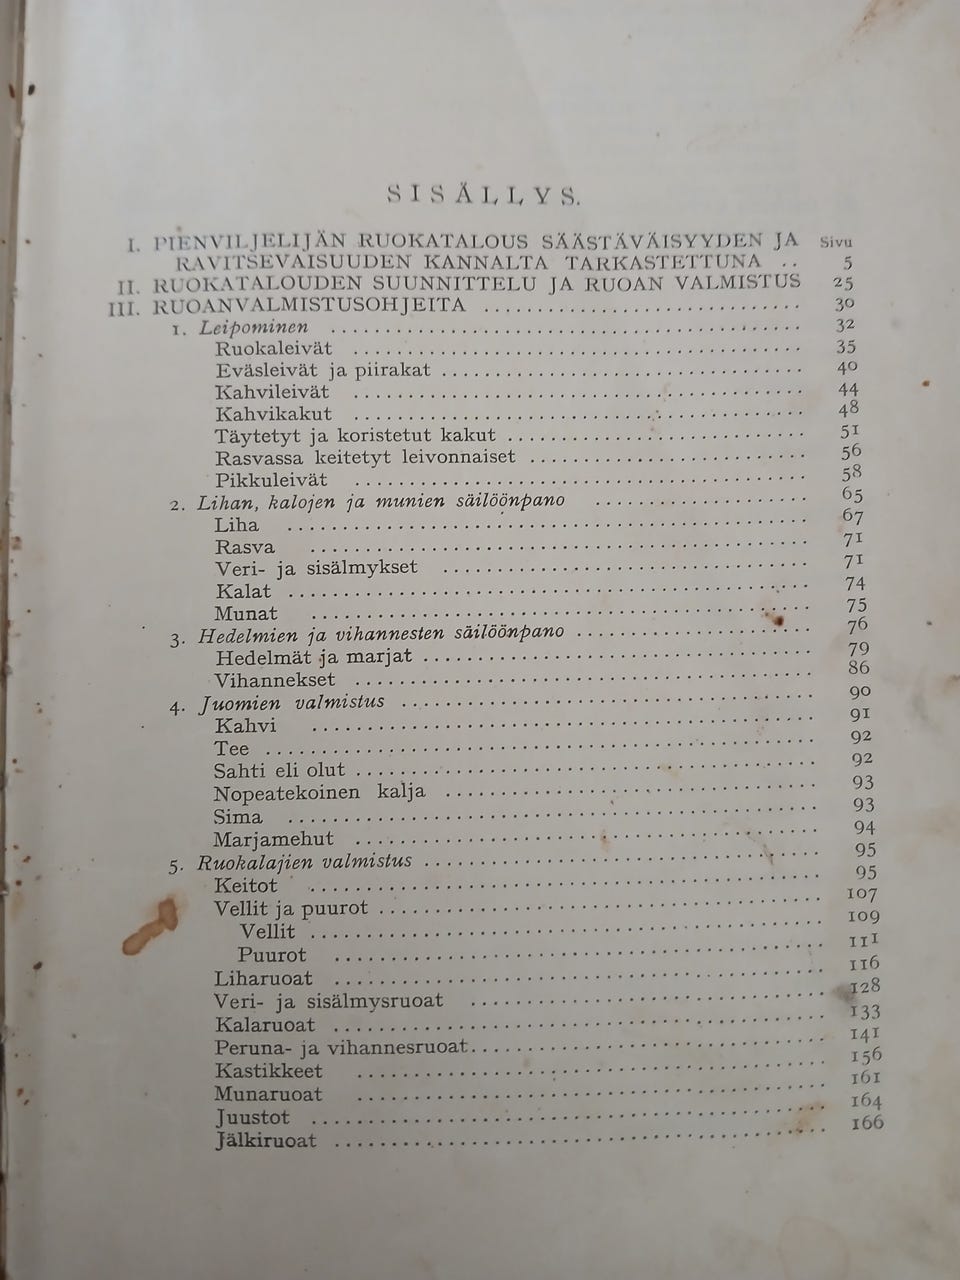 SISÄLLYS.
I. PIENVILJELIJÄN RUOKATALOUS SÄÄSTÄVÄISYYDEN JA Sivu
RAVITSEVAISUUDEN KANNALTA TARKASTETTUNA .. 5
II. RUOKATALOUDEN SUUNNITTELU JA RUOAN VALMISTUS 25
III. RUOANVALMISTUSOHJEITA .............................. 30
1. Leipominen .............................. 32
Ruokaleivät .............................. 35
Eväsleivät ja piirakat .............................. 40
Kahvileivät .............................. 44
Kahvikakut .............................. 48
Täytetyt ja koristetut kakut .............................. 51
Rasvassa keitetyt leivonnaiset .............................. 56
Pikkuleivät .............................. 58
2. Lihan, kalojen ja munien säilöönpano .............................. 65
Liha .............................. 67
Rasva .............................. 71
Veri- ja sisälmykset .............................. 71
Kalat .............................. 74
Munat .............................. 75
3. Hedelmien ja vihannesten säilöönpano .............................. 76
Hedelmät ja marjat .............................. 79
Vihannekset .............................. 86
4. Juomien valmistus .............................. 90
Kahvi .............................. 91
Tee .............................. 92
Sahti eli olut .............................. 92
Nopeatekoinen kalja .............................. 93
Sima .............................. 93
Marjamehut .............................. 94
5. Ruokalajien valmistus .............................. 95
Keitot .............................. 95
Vellit ja puurot .............................. 107
Vellit .............................. 109
Puurot .............................. 111
Liharuoat .............................. 116
Veri- ja sisälmysruoat .............................. 128
Kalaruoat .............................. 133
Peruna- ja vihannesruoat .............................. 141
Kastikkeet .............................. 156
Munaruoat .............................. 161
Juustot .............................. 164
Jälkiruoat .............................. 166